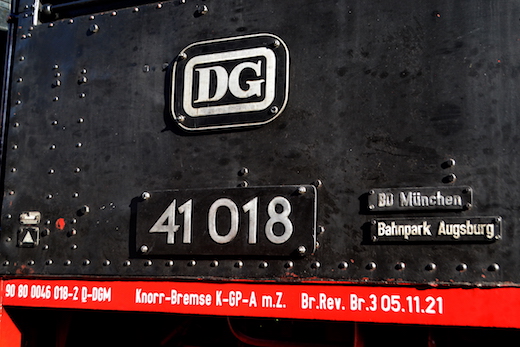 DG
41 018
BD München
Bahnpark Augsburg
90 80 0046 018-2 D-DGM Knorr-Bremse K-GP-A m.Z. Br.Rev. Br.3 05.11.21